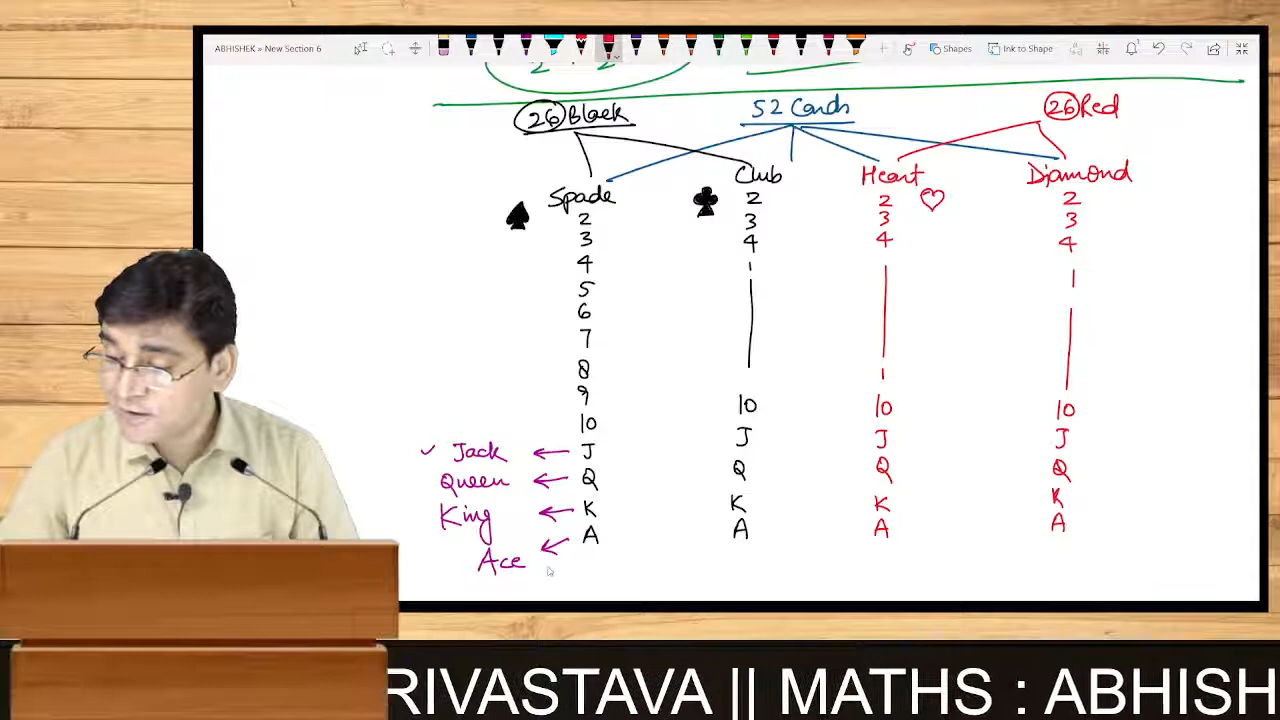 ABHISHEK » New Section 6
Shapes
Ink to Shape
2 2
26 Black
52 Cards
26 Red
Spade
Club
Heart
Diamond
2
3
4
5
6
7
8
9
10
J
Q
K
A
2
3
4
10
J
Q
K
A
2
3
4
10
J
Q
K
A
2
3
4
10
J
Q
K
A
Jack
Queen
King
Ace
RIVASTAVA || MATHS : ABHISH